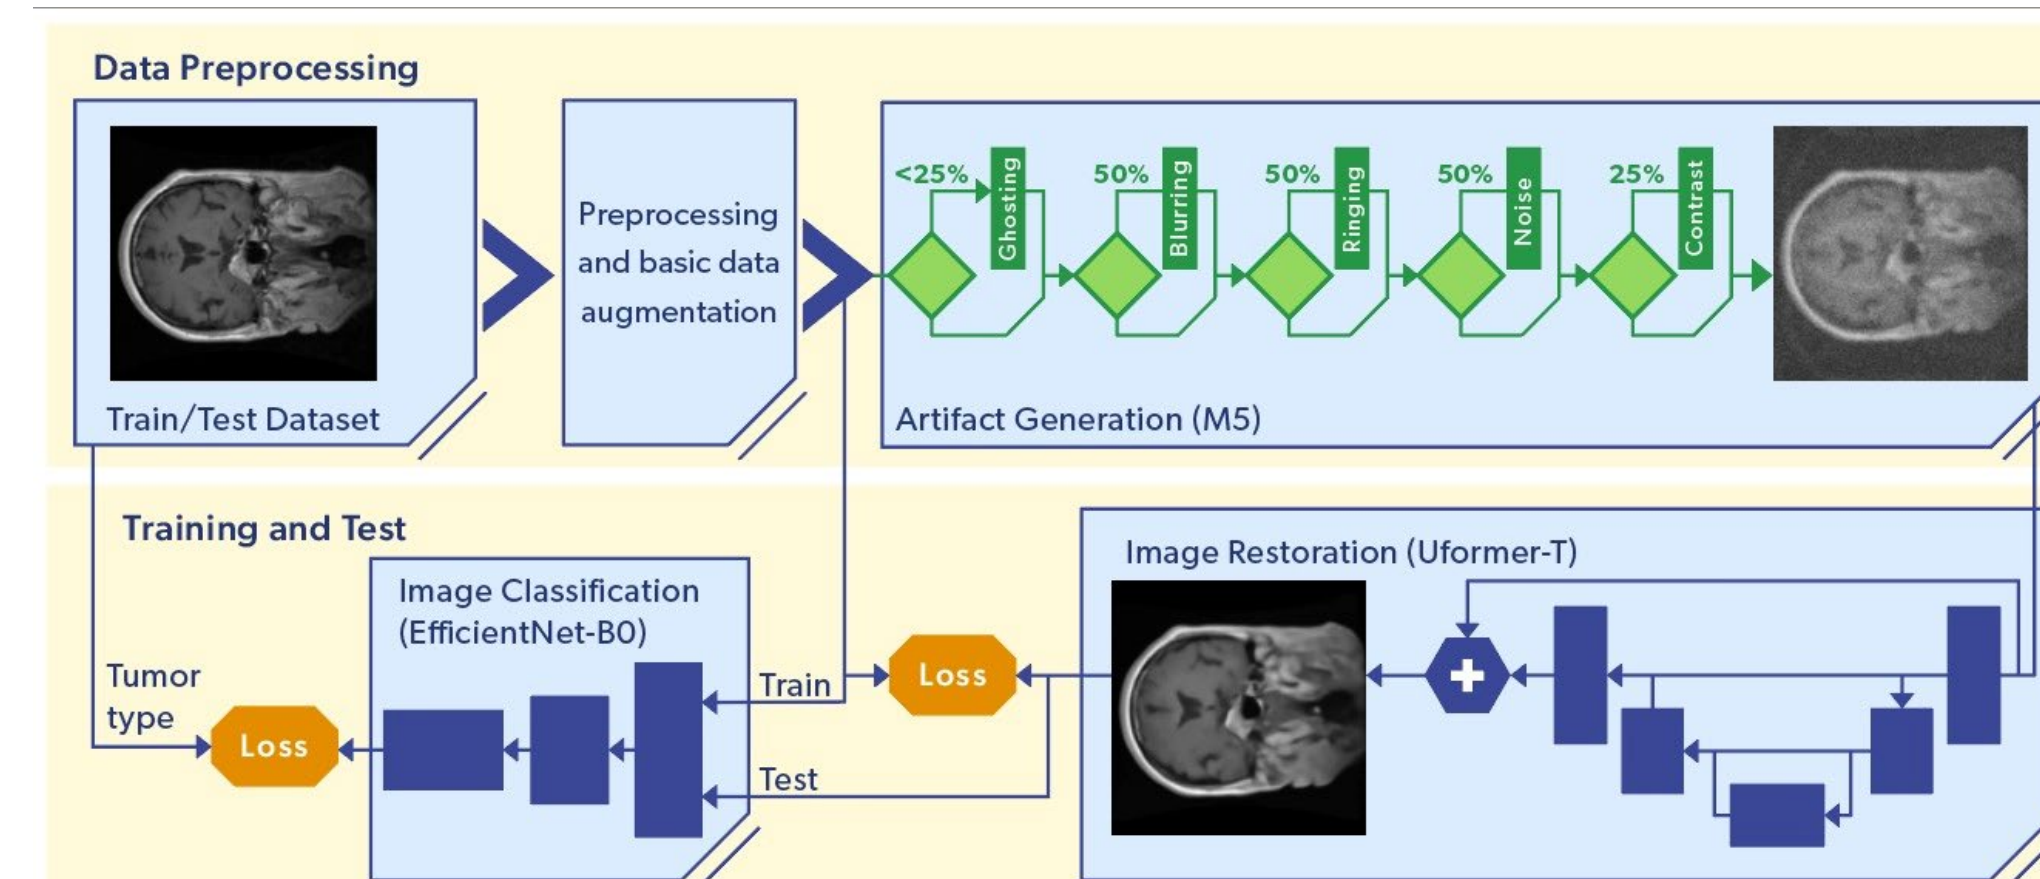 Data Preprocessing
Train/Test Dataset
Preprocessing
and basic data
augmentation
<25%
Ghosting
50%
Blurring
50%
Ringing
50%
Noise
25%
Contrast
Artifact Generation (M5)
Training and Test
Tumor
type
Loss
Image Classification
(EfficientNet-B0)
Train
Test
Loss
Image Restoration (Uformer-T)
+